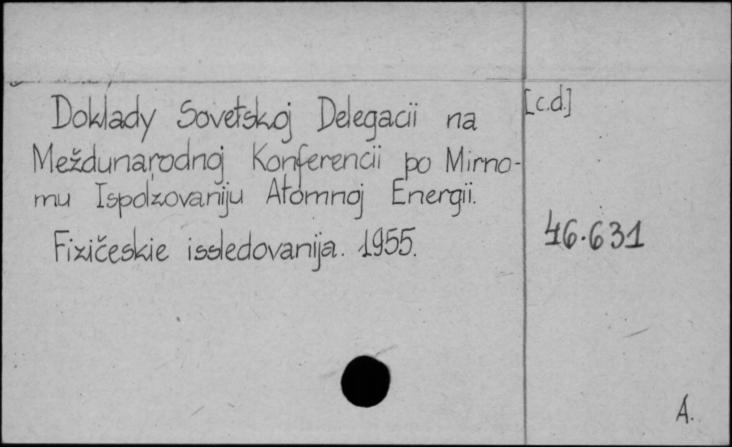 Doklady Sovetskoj Delegacii na
Meždunarodnoj Konferencii po Mirno-
mu Ispolzovaniju Atomnoj Energii.
Fizičeskie issledovanija. 1955.
[c.d.]
46.631
A.